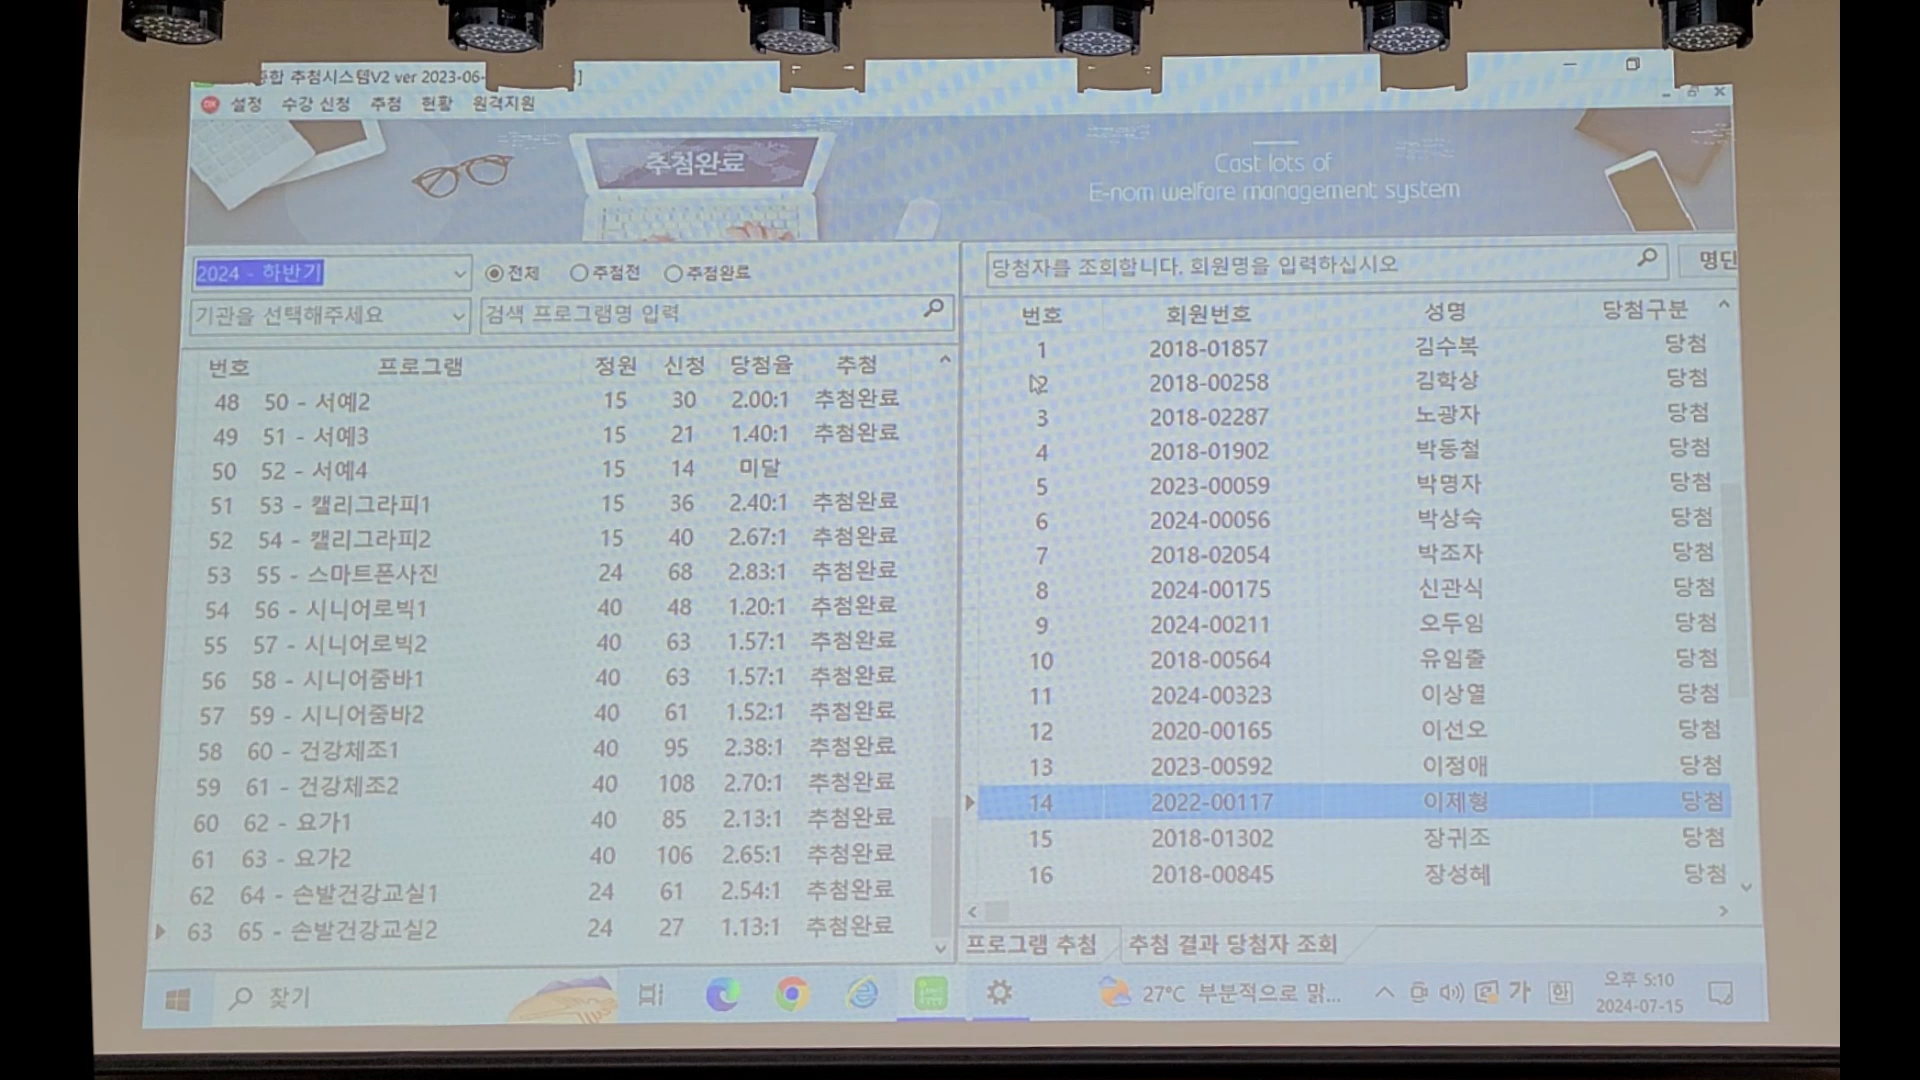 종합 추첨시스템V2 ver 2023-06-
설정 수강 신청 추첨 현황 원격지원
추첨완료
Cast lots of
E-nom welfare management system
2024 - 하반기 전체 추첨전 추첨완료
기관을 선택해주세요 검색 프로그램명 입력
번호 프로그램 정원 신청 당첨율 추첨
48 50 - 서예2 15 30 2.00:1 추첨완료
49 51 - 서예3 15 21 1.40:1 추첨완료
50 52 - 서예4 15 14 미달
51 53 - 캘리그라피1 15 36 2.40:1 추첨완료
52 54 - 캘리그라피2 15 40 2.67:1 추첨완료
53 55 - 스마트폰사진 24 68 2.83:1 추첨완료
54 56 - 시니어로빅1 40 48 1.20:1 추첨완료
55 57 - 시니어로빅2 40 63 1.57:1 추첨완료
56 58 - 시니어줌바1 40 63 1.57:1 추첨완료
57 59 - 시니어줌바2 40 61 1.52:1 추첨완료
58 60 - 건강체조1 40 95 2.38:1 추첨완료
59 61 - 건강체조2 40 108 2.70:1 추첨완료
60 62 - 요가1 40 85 2.13:1 추첨완료
61 63 - 요가2 40 106 2.65:1 추첨완료
62 64 - 손발건강교실1 24 61 2.54:1 추첨완료
63 65 - 손발건강교실2 24 27 1.13:1 추첨완료
당첨자를 조회합니다. 회원명을 입력하십시오 명단
번호 회원번호 성명 당첨구분
1 2018-01857 김수복 당첨
2 2018-00258 김학상 당첨
3 2018-02287 노광자 당첨
4 2018-01902 박동철 당첨
5 2023-00059 박명자 당첨
6 2024-00056 박상숙 당첨
7 2018-02054 박조자 당첨
8 2024-00175 신관식 당첨
9 2024-00211 오두임 당첨
10 2018-00564 유임출 당첨
11 2024-00323 이상열 당첨
12 2020-00165 이선오 당첨
13 2023-00592 이정애 당첨
14 2022-00117 이제형 당첨
15 2018-01302 장귀조 당첨
16 2018-00845 장성혜 당첨
프로그램 추첨 추첨 결과 당첨자 조회
찾기 27°C 부분적으로 맑... 가 한 오후 5:10
2024-07-15